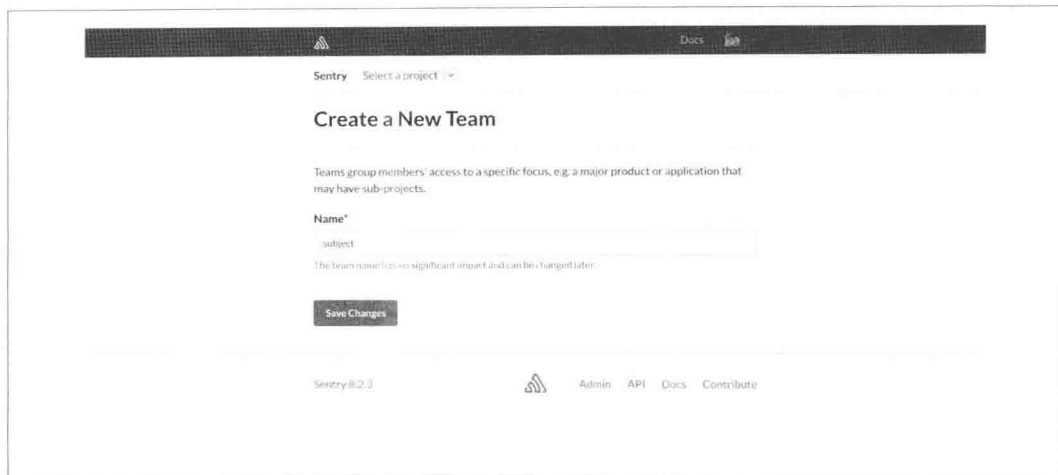 Docs
Sentry Select a project
Create a New Team
Teams group members' access to a specific focus, e.g. a major product or application that
may have sub-projects.
Name*
subject
The team name has no significant impact and can be changed later.
Save Changes
Sentry 8.2.3 Admin API Docs Contribute